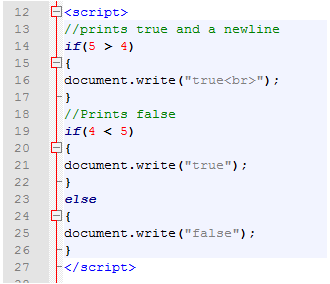 12 <script>
13 //prints true and a newline
14 if(5 > 4)
15 {
16 document.write("true<br>");
17 }
18 //Prints false
19 if(4 < 5)
20 {
21 document.write("true");
22 }
23 else
24 {
25 document.write("false");
26 }
27 </script>